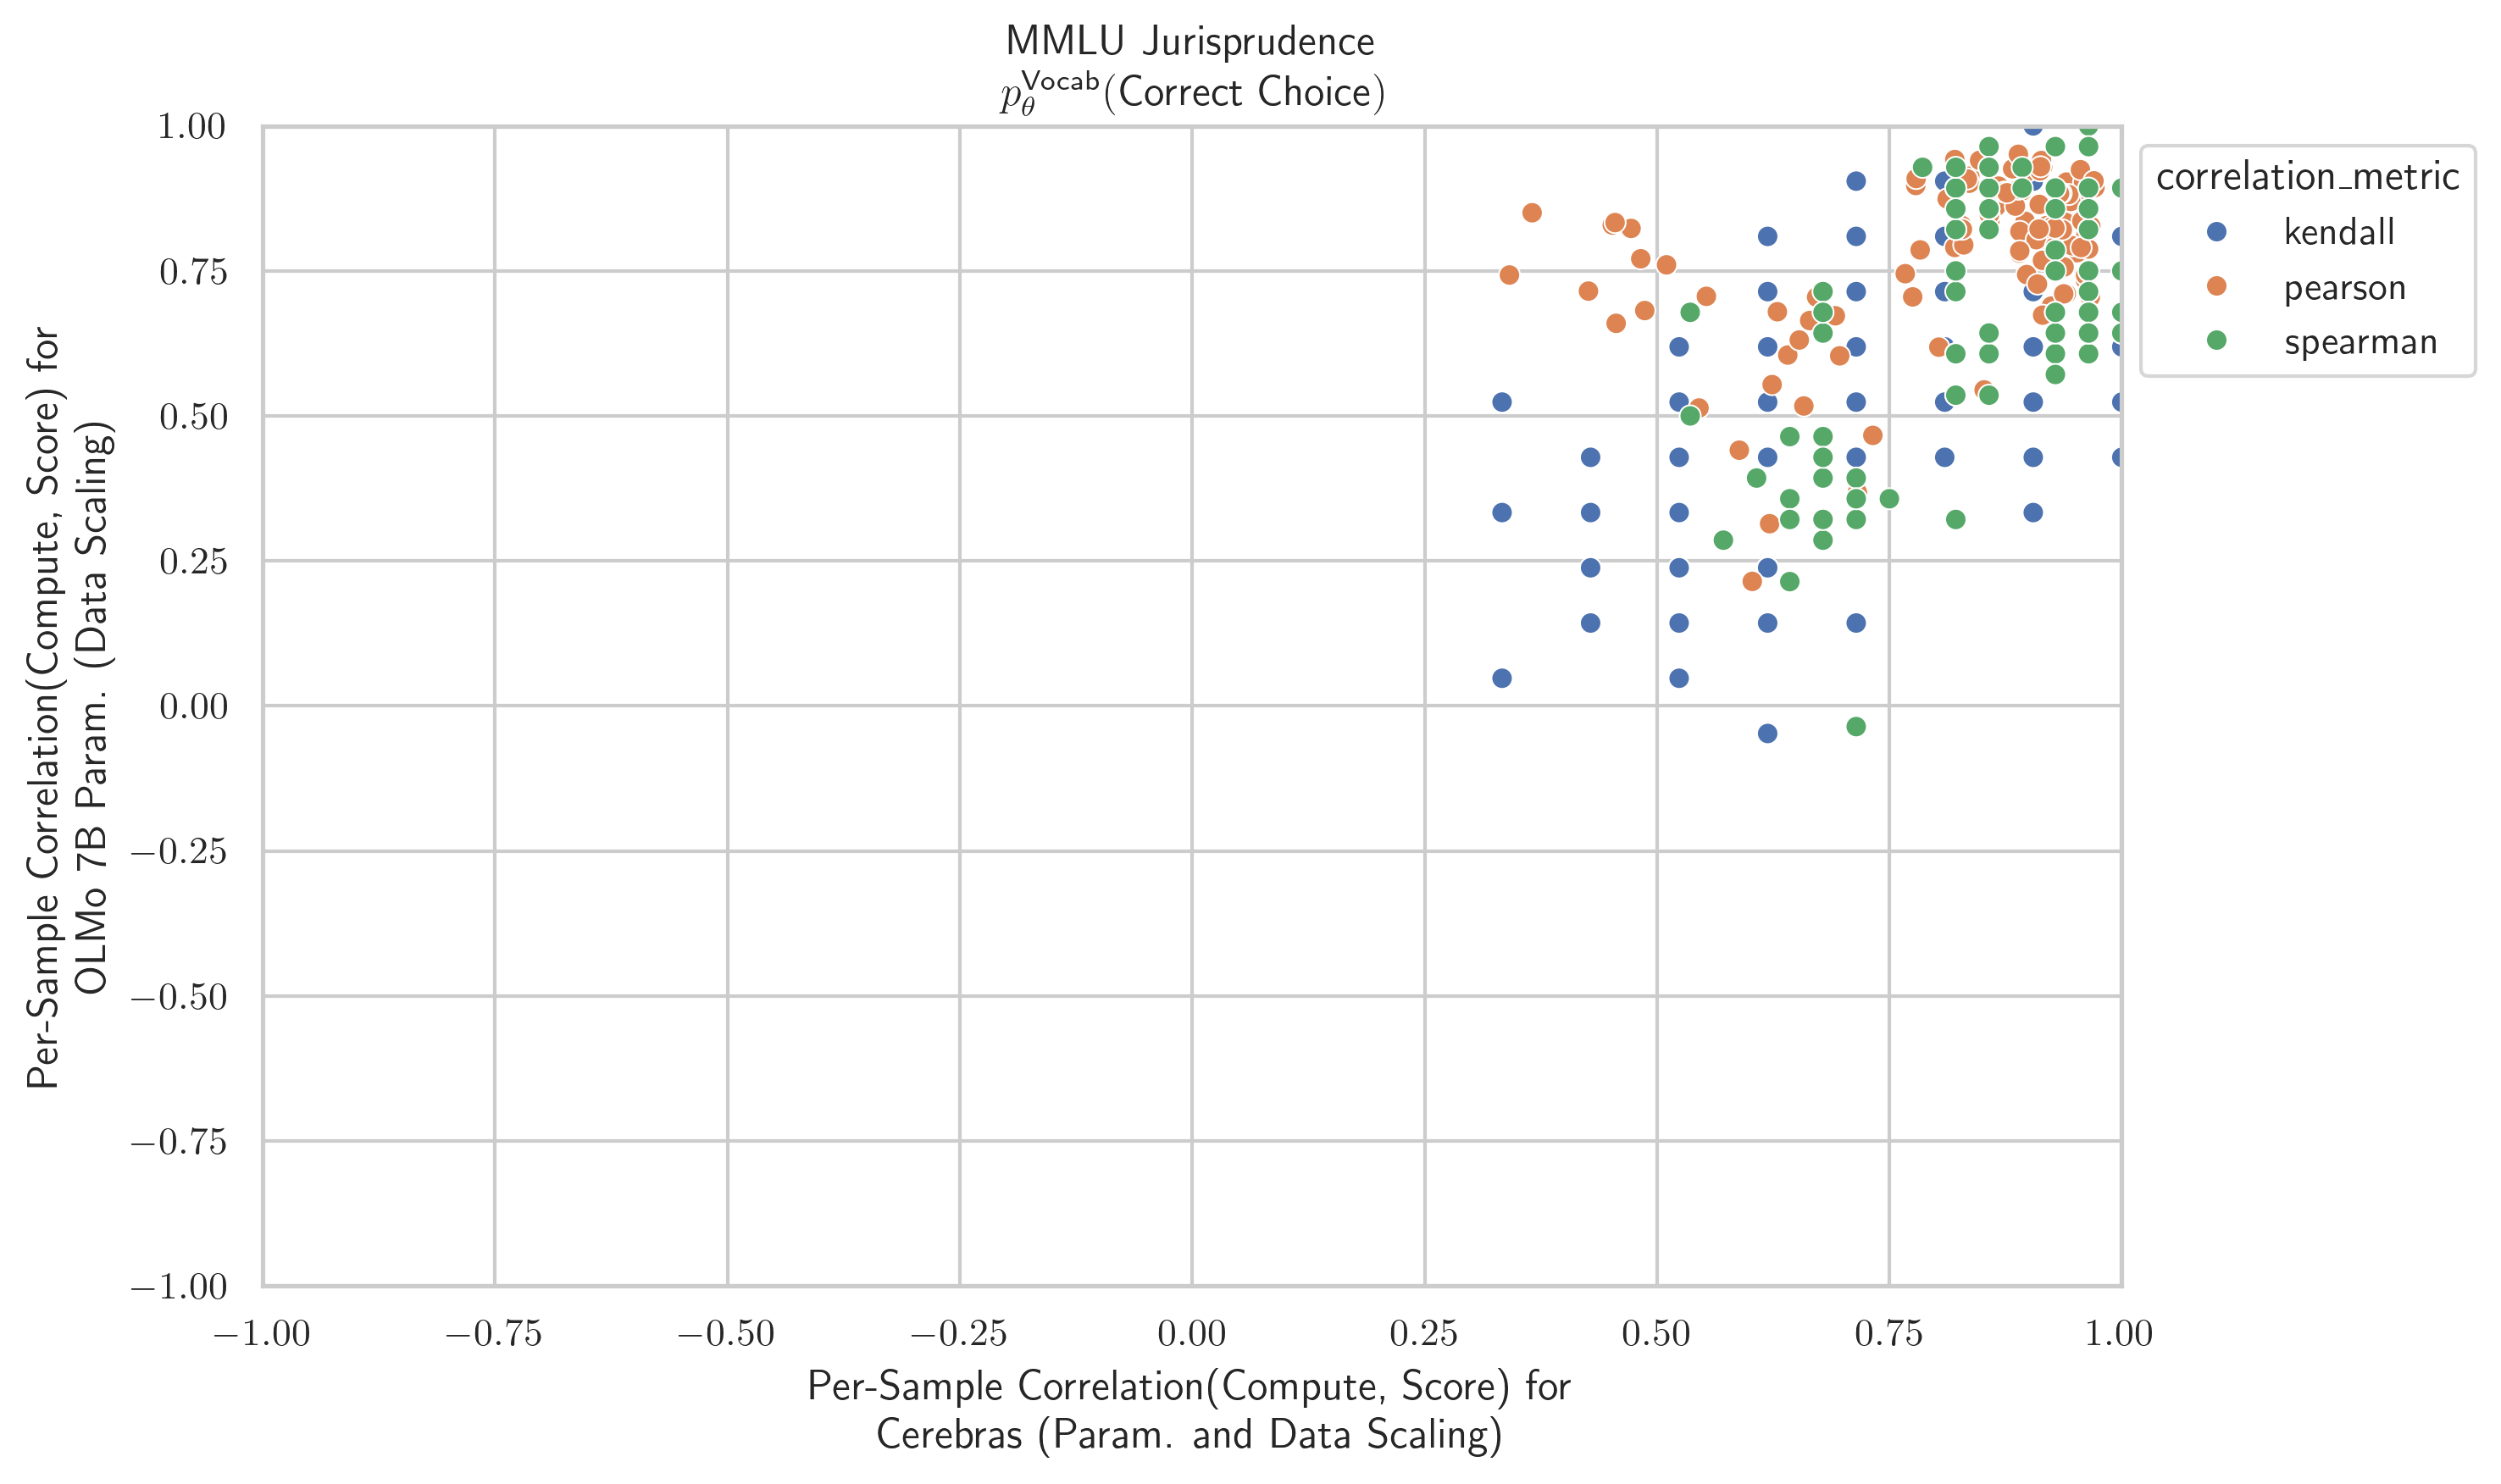 MMLU Jurisprudence
p_θ^Vocab(Correct Choice)
Per-Sample Correlation(Compute, Score) for
OLMo 7B Param. (Data Scaling)
1.00
0.75
0.50
0.25
0.00
−0.25
−0.50
−0.75
−1.00
−1.00 −0.75 −0.50 −0.25 0.00 0.25 0.50 0.75 1.00
Per-Sample Correlation(Compute, Score) for
Cerebras (Param. and Data Scaling)
correlation_metric
kendall
pearson
spearman